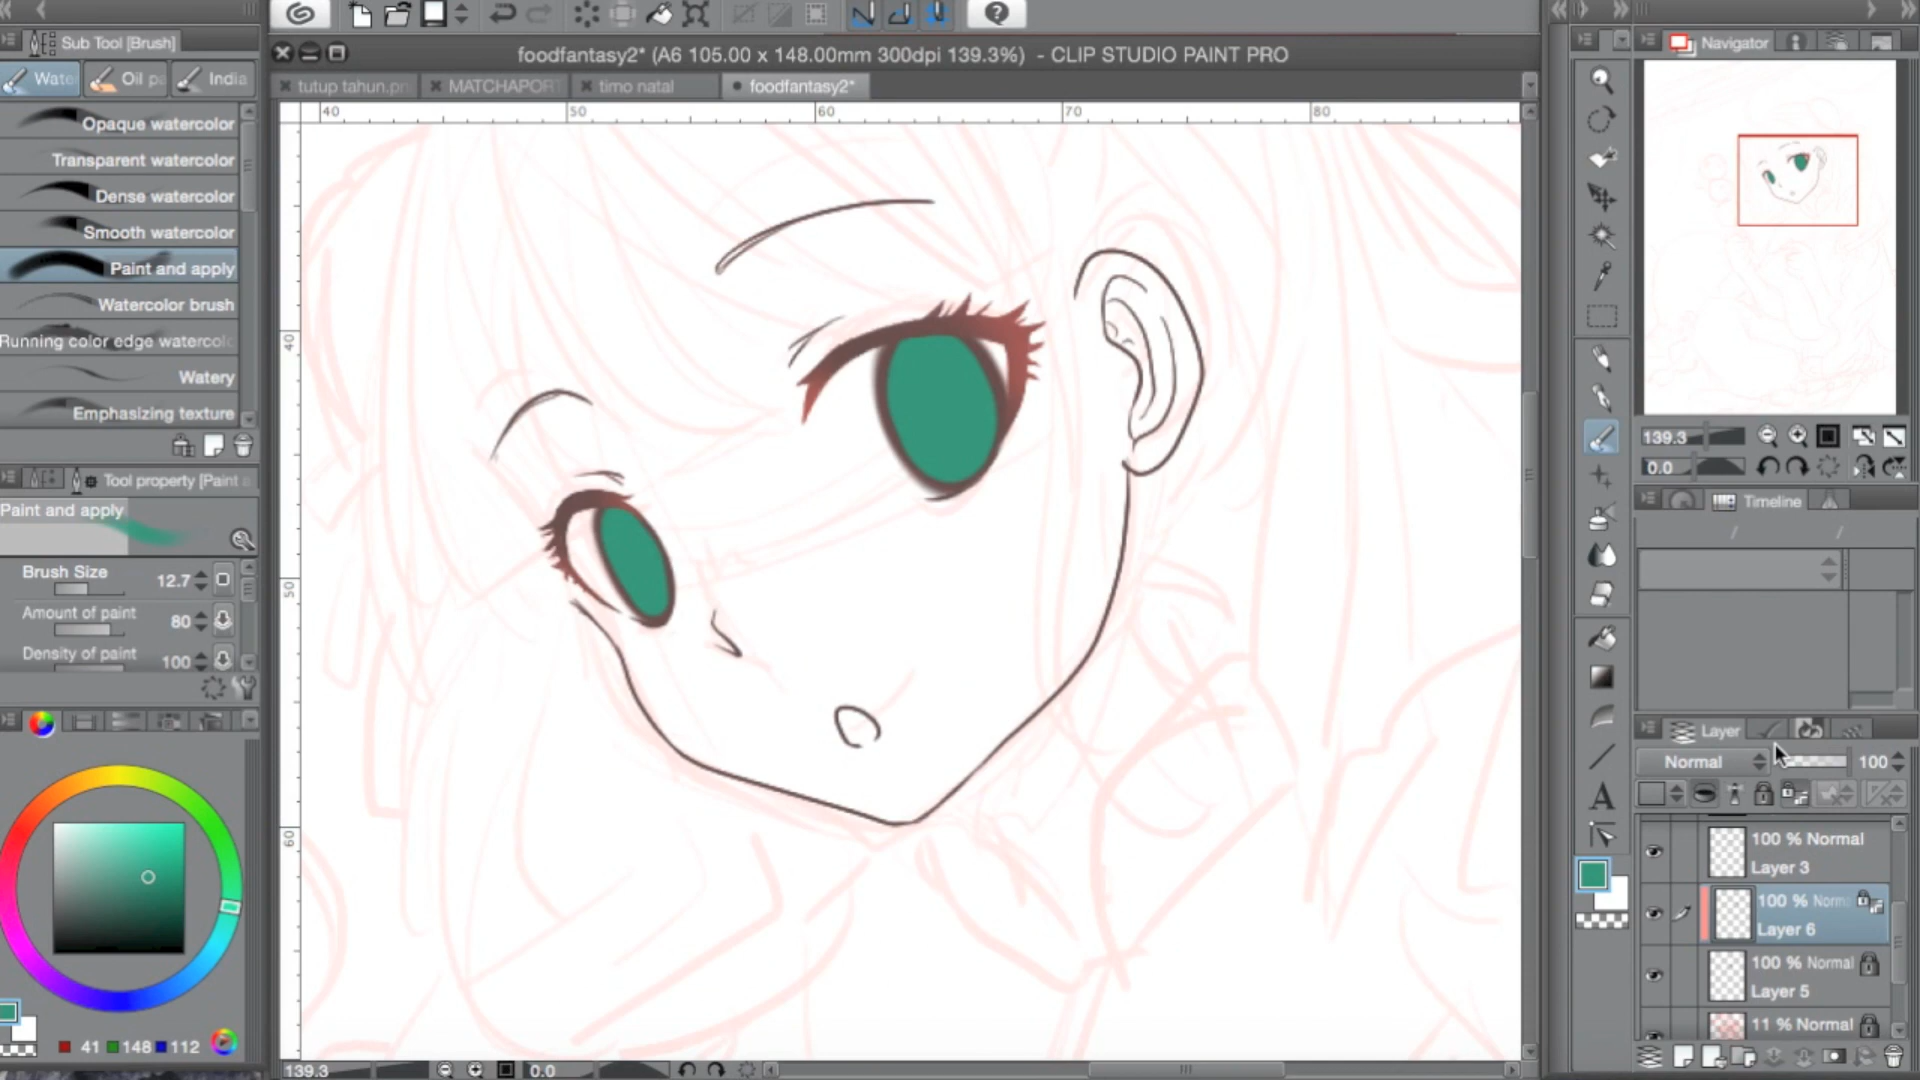 Sub Tool [Brush]
Wate
Oil pa
India
Opaque watercolor
Transparent watercolor
Dense watercolor
Smooth watercolor
Paint and apply
Watercolor brush
Running color edge watercolo
Watery
Emphasizing texture
Tool property [Paint a
Paint and apply
Brush Size
12.7
Amount of paint
80
Density of paint
100
41 148 112
foodfantasy2* (A6 105.00 x 148.00mm 300dpi 139.3%) - CLIP STUDIO PAINT PRO
tutup tahun.pn
MATCHAPORT
timo natal
foodfantasy2*
40 50 60 70 80
40
50
60
139.3
0.0
Navigator
139.3
0.0
Timeline
/ /
Layer
Normal
100
100 % Normal
Layer 3
100 % Norm
Layer 6
100 % Normal
Layer 5
11 % Normal